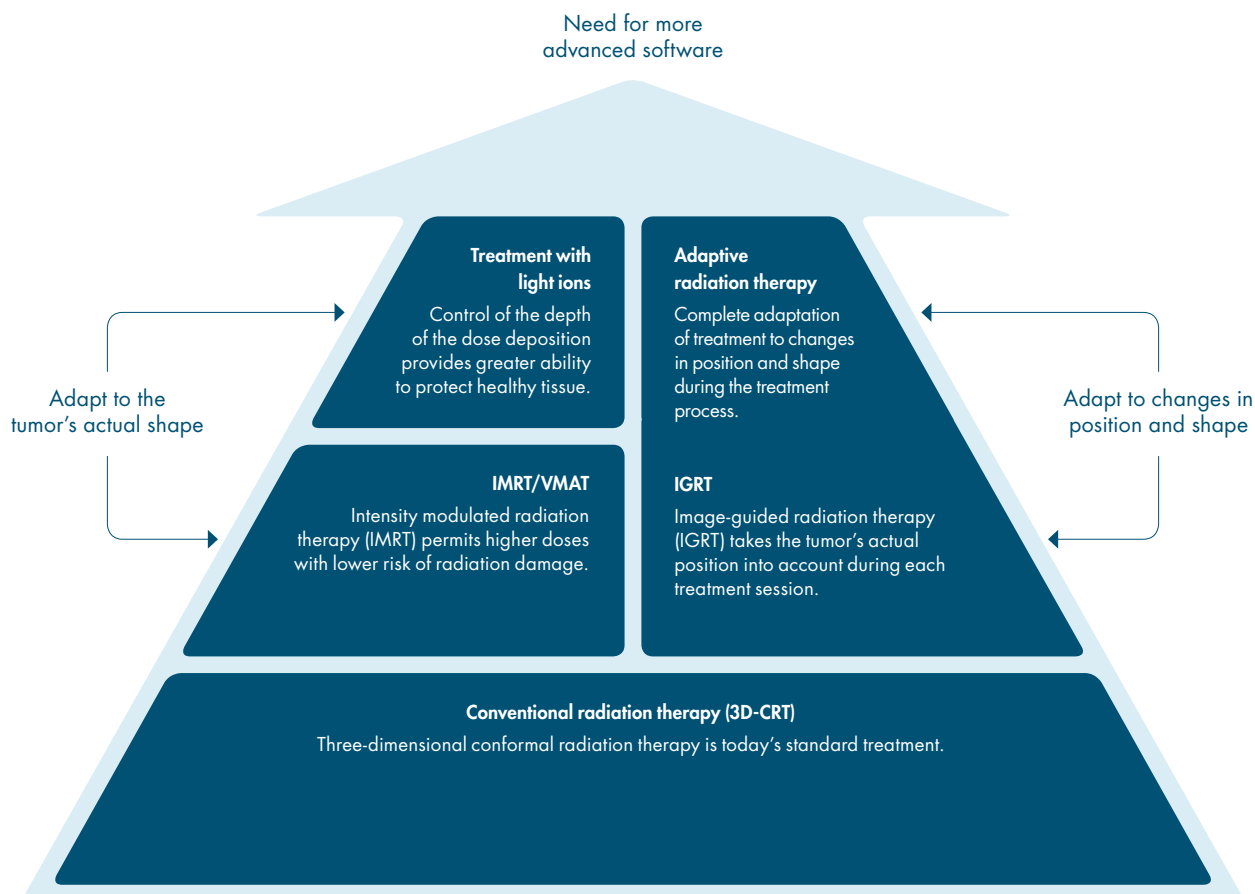 Need for more
advanced software
Treatment with
light ions
Control of the depth
of the dose deposition
provides greater ability
to protect healthy tissue.
Adaptive
radiation therapy
Complete adaptation
of treatment to changes
in position and shape
during the treatment
process.
Adapt to the
tumor’s actual shape
Adapt to changes in
position and shape
IMRT/VMAT
Intensity modulated radiation
therapy (IMRT) permits higher doses
with lower risk of radiation damage.
IGRT
Image-guided radiation therapy
(IGRT) takes the tumor’s actual
position into account during each
treatment session.
Conventional radiation therapy (3D-CRT)
Three-dimensional conformal radiation therapy is today’s standard treatment.